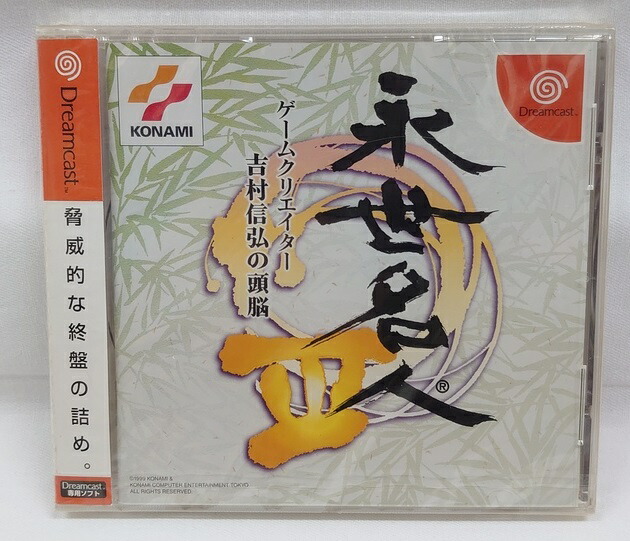 Dreamcast™
脅威的な終盤の詰め。
Dreamcast
専用ソフト
KONAMI
Dreamcast™
永世名人®
III
ゲームクリエイター
吉村信弘の頭脳
©1999 KONAMI &
KONAMI COMPUTER ENTERTAINMENT TOKYO
ALL RIGHTS RESERVED.